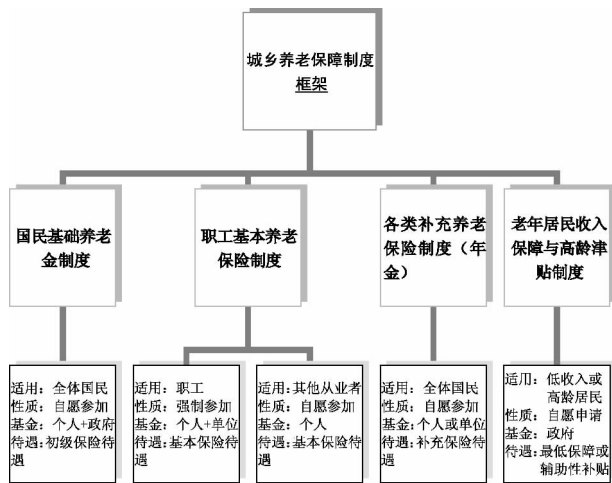 城乡养老保障制度
框架
国民基础养老
金制度
职工基本养老
保险制度
各类补充养老
保险制度（年
金）
老年居民收入
保障与高龄津
贴制度
适用：全体国民
性质：自愿参加
基金：个人+政府
待遇：初级保险待
遇
适用：职工
性质：强制参加
基金：个人+单位
待遇：基本保险待
遇
适用：其他从业者
性质：自愿参加
基金：个人
待遇：基本保险待
遇
适用：全体国民
性质：自愿参加
基金：个人或单位
待遇：补充保险待
遇
适用：低收入或
高龄居民
性质：自愿申请
基金：政府
待遇：最低保障或
辅助性补贴